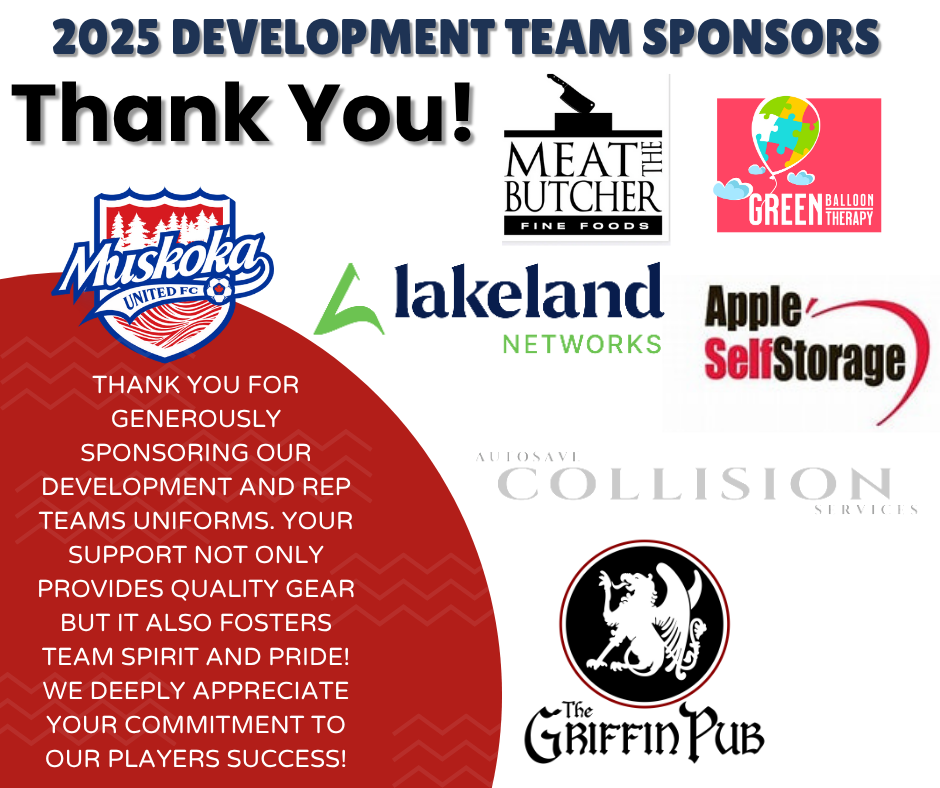 2025 DEVELOPMENT TEAM SPONSORS
Thank You!
MEAT THE
BUTCHER
FINE FOODS
GREEN BALLOON
THERAPY
Muskoka
UNITED FC
lakeland
NETWORKS
Apple
SelfStorage
AUTOSAVE
COLLISION
SERVICES
THANK YOU FOR
GENEROUSLY
SPONSORING OUR
DEVELOPMENT AND REP
TEAMS UNIFORMS. YOUR
SUPPORT NOT ONLY
PROVIDES QUALITY GEAR
BUT IT ALSO FOSTERS
TEAM SPIRIT AND PRIDE!
WE DEEPLY APPRECIATE
YOUR COMMITMENT TO
OUR PLAYERS SUCCESS!
The
GRIFFIN PUB